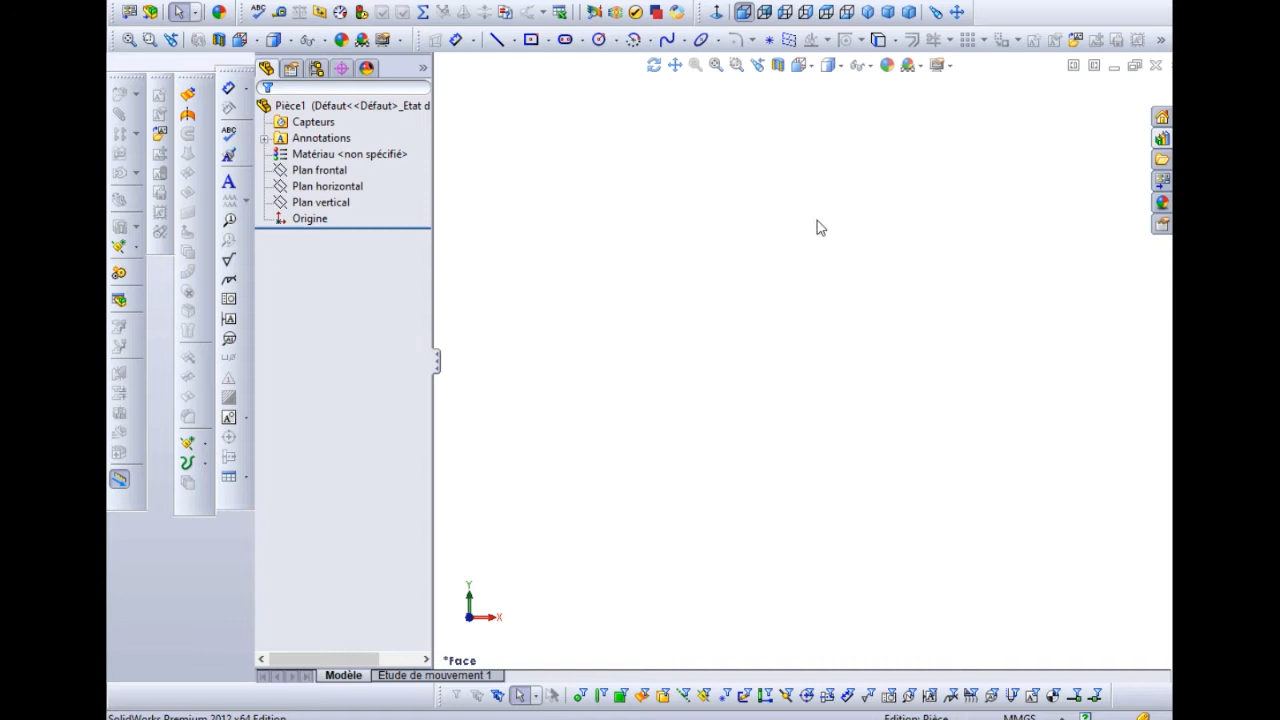 Pièce1 (Défaut<<Défaut>_Etat d
Capteurs
Annotations
Matériau <non spécifié>
Plan frontal
Plan horizontal
Plan vertical
Origine
Y
X
*Face
Modèle
Etude de mouvement 1
SolidWorks Premium 2012 x64 Edition
Edition: Pièce
MMGS